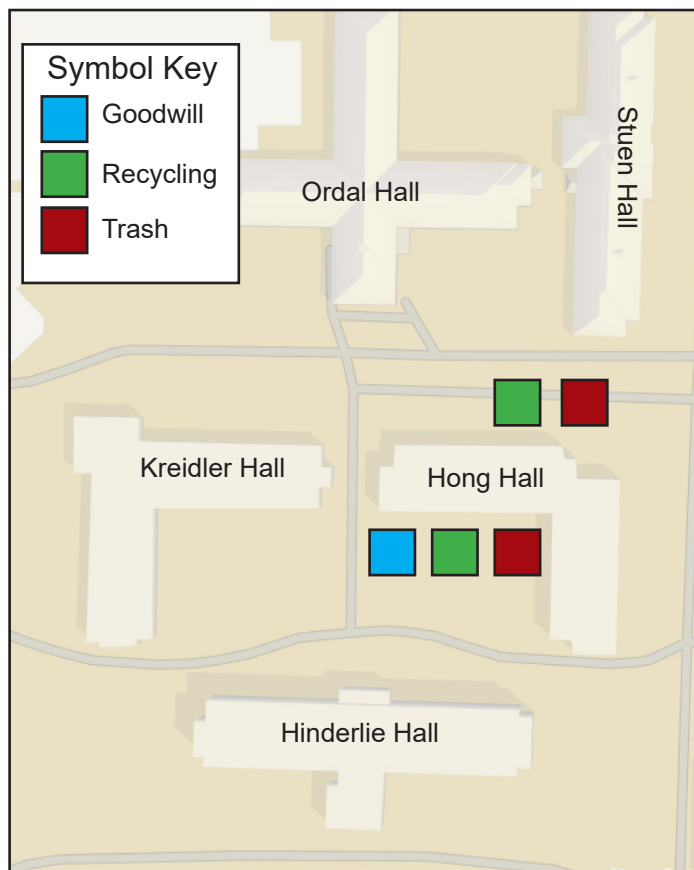 Symbol Key
Goodwill
Recycling
Trash
Ordal Hall
Stuen Hall
Kreidler Hall
Hong Hall
Hinderlie Hall